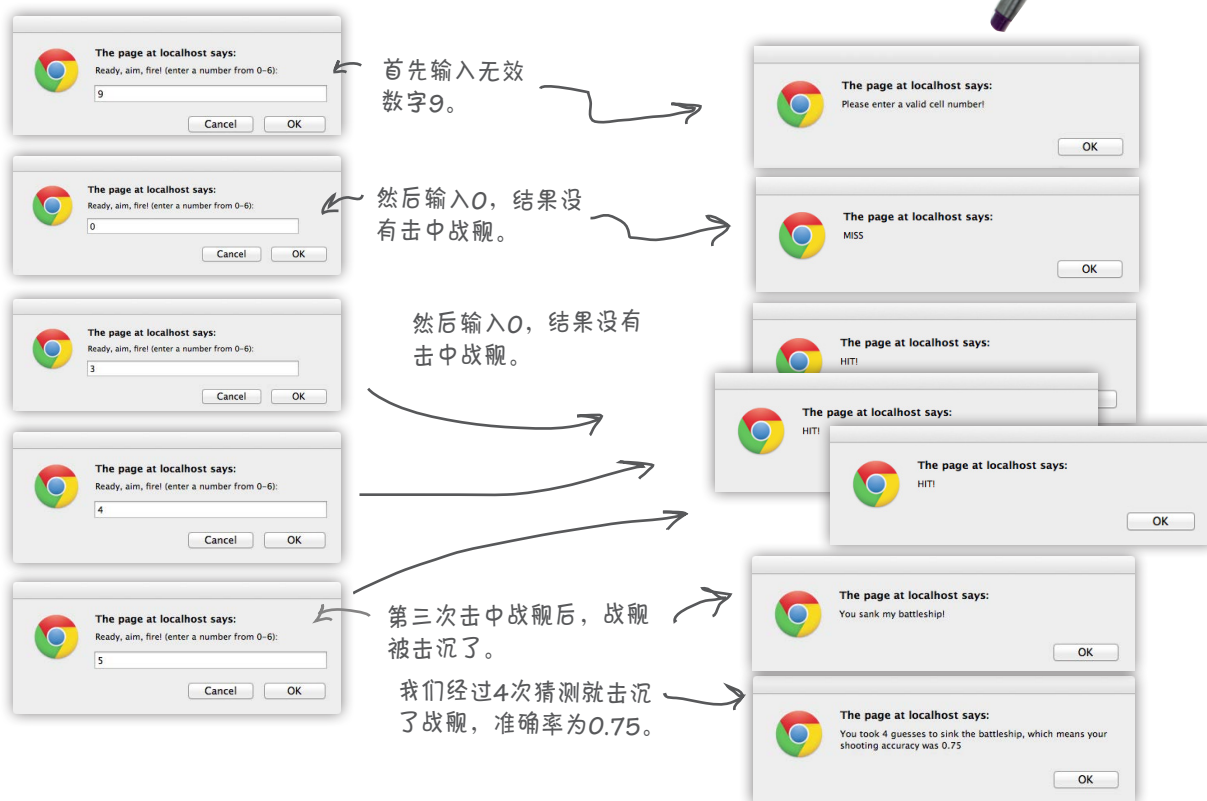 The page at localhost says:
Ready, aim, fire! (enter a number from 0-6):
9
Cancel OK
首先输入无效
数字9。
The page at localhost says:
Please enter a valid cell number!
OK
The page at localhost says:
Ready, aim, fire! (enter a number from 0-6):
0
Cancel OK
然后输入0，结果没
有击中战舰。
The page at localhost says:
MISS
OK
The page at localhost says:
Ready, aim, fire! (enter a number from 0-6):
3
Cancel OK
然后输入0，结果没有
击中战舰。
The page at localhost says:
HIT!
The page at localhost says:
HIT!
The page at localhost says:
HIT!
OK
The page at localhost says:
Ready, aim, fire! (enter a number from 0-6):
4
Cancel OK
The page at localhost says:
Ready, aim, fire! (enter a number from 0-6):
5
Cancel OK
第三次击中战舰后，战舰
被击沉了。
The page at localhost says:
You sank my battleship!
OK
我们经过4次猜测就击沉
了战舰，准确率为0.75。
The page at localhost says:
You took 4 guesses to sink the battleship, which means your
shooting accuracy was 0.75
OK